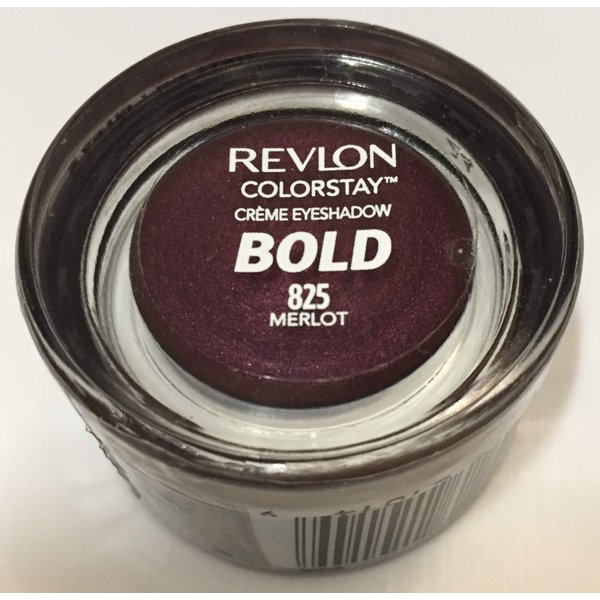 REVLON
COLORSTAY™
CRÈME EYESHADOW
BOLD
825
MERLOT